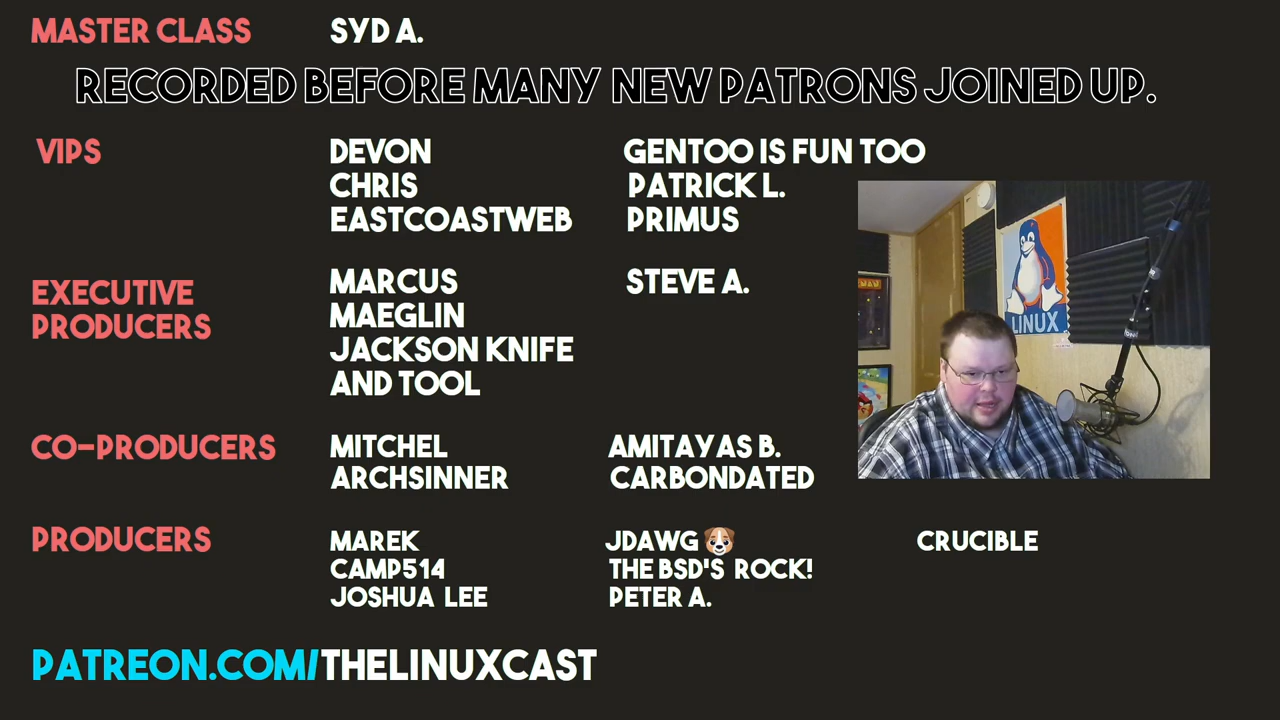 MASTER CLASS SYD A.
RECORDED BEFORE MANY NEW PATRONS JOINED UP.
VIPS DEVON GENTOO IS FUN TOO
CHRIS PATRICK L.
EASTCOASTWEB PRIMUS
EXECUTIVE PRODUCERS
MARCUS STEVE A.
MAEGLIN
JACKSON KNIFE
AND TOOL
CO-PRODUCERS MITCHEL AMITAYAS B.
ARCHSINNER CARBONDATED
PRODUCERS MAREK JDAWG🐶 CRUCIBLE
CAMP514 THE BSD'S ROCK!
JOSHUA LEE PETER A.
PATREON.COM/THELINUXCAST
LINUX